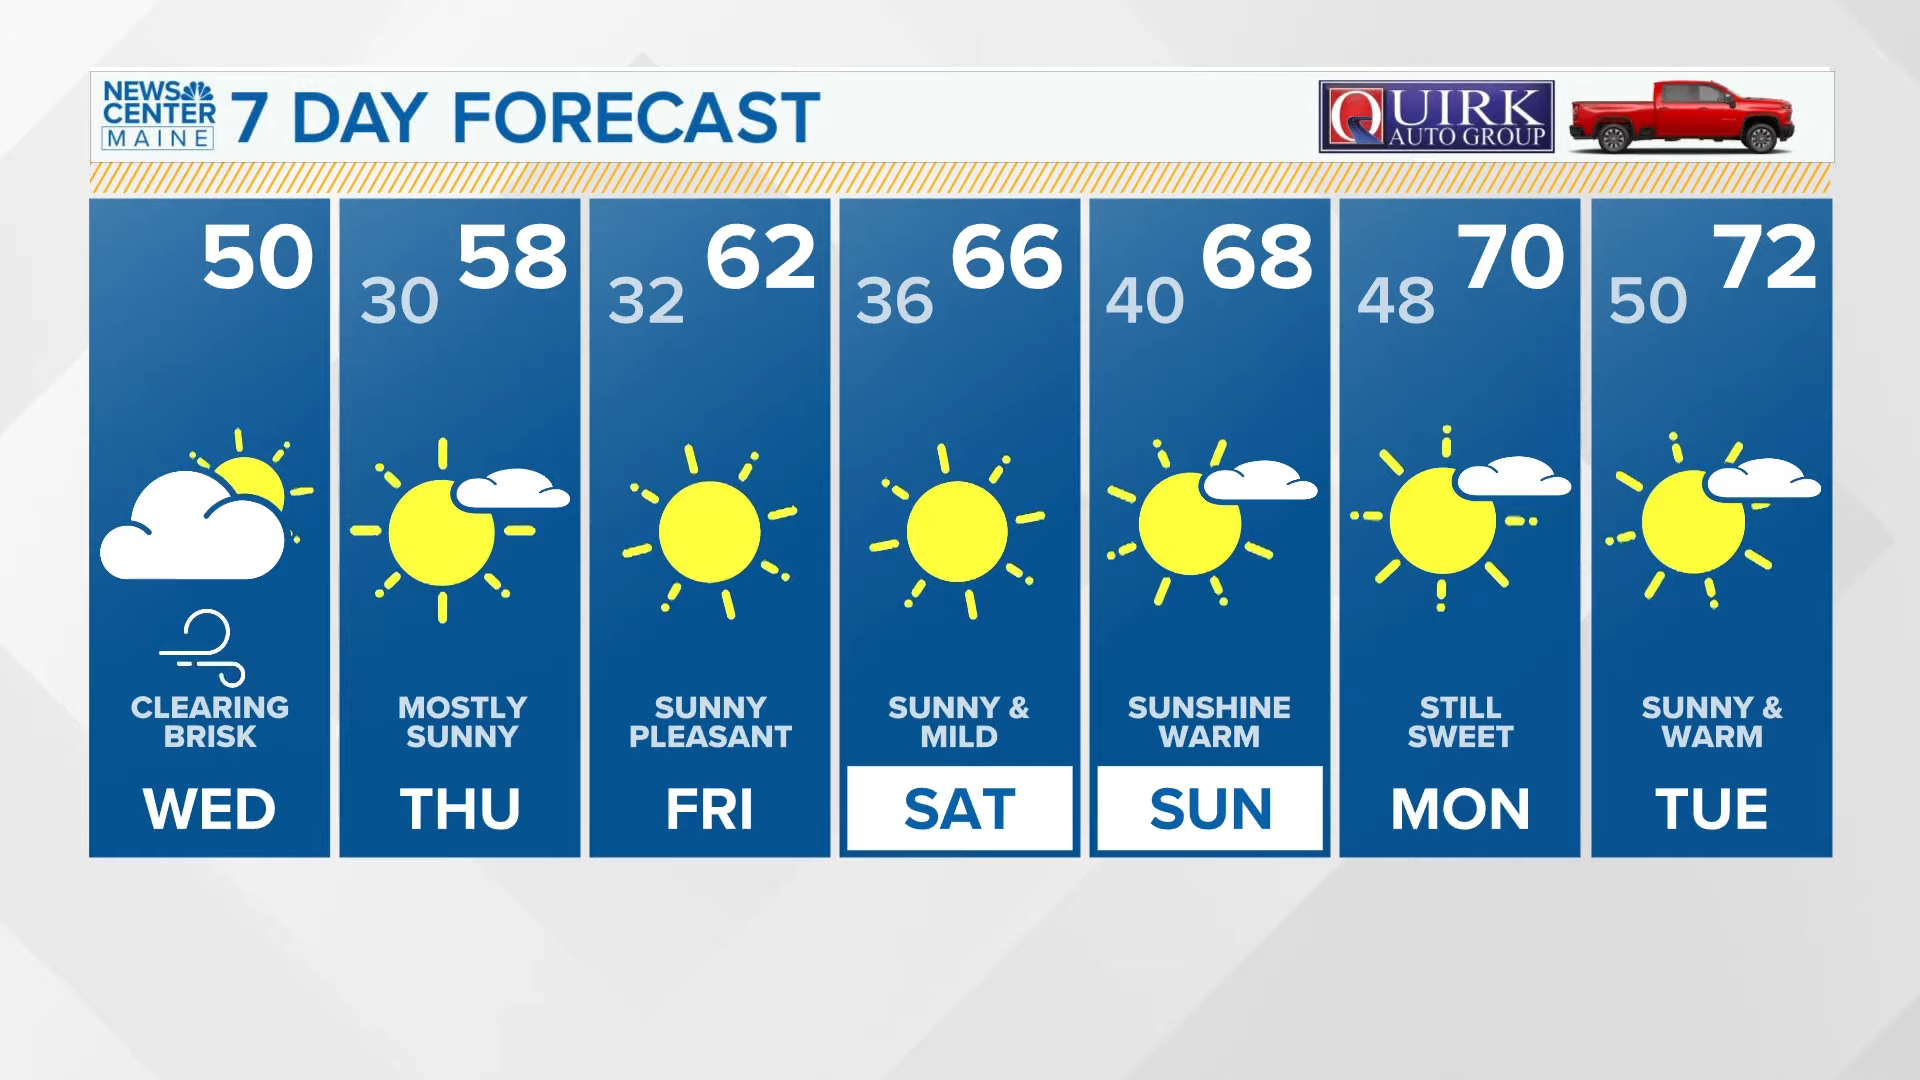 NEWS
CENTER
MAINE
7 DAY FORECAST
QUIRK
AUTO GROUP
50
CLEARING
BRISK
WED
30 58
MOSTLY
SUNNY
THU
32 62
SUNNY
PLEASANT
FRI
36 66
SUNNY &
MILD
SAT
40 68
SUNSHINE
WARM
SUN
48 70
STILL
SWEET
MON
50 72
SUNNY &
WARM
TUE